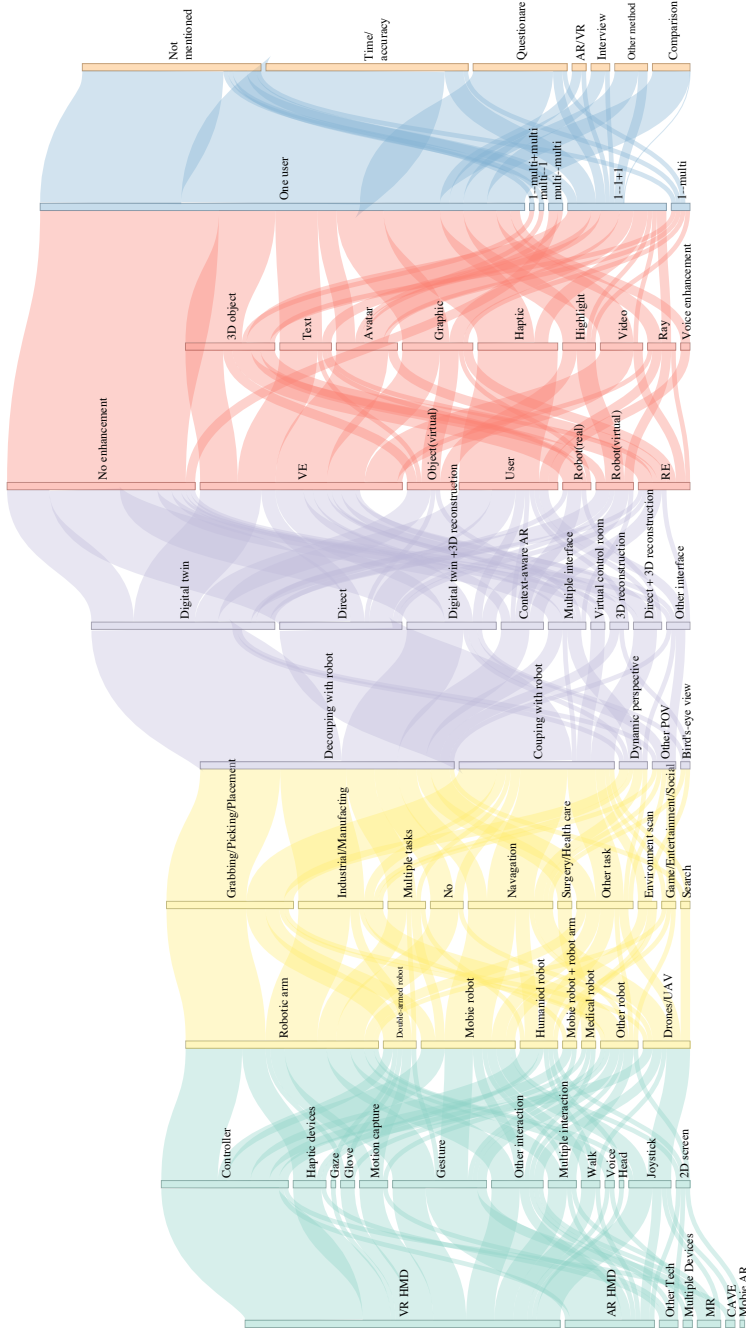 Not
mentioned
Time/
accuracy
Questionare
AR/VR
Interview
Other method
Comparison
One user
1--multi+multi
multi--1
multi--multi
1--1+1
1--multi
3D object
Text
Avatar
Graphic
Haptic
Highlight
Video
Ray
Voice enhancement
No enhancement
VE
Object(virtual)
User
Robot(real)
Robot(virtual)
RE
Digital twin
Direct
Digital twin +3D reconstruction
Context-aware AR
Multiple interface
Virtual control room
3D reconstruction
Direct + 3D reconstruction
Other interface
Decouping with robot
Couping with robot
Dynamic perspective
Other POV
Bird's-eye view
Grabbing/Picking/Placement
Industrial/Manufacting
Multiple tasks
No
Navagation
Surgery/Health care
Other task
Environment scan
Game/Entertainment/Social
Search
Robotic arm
Double-armed robot
Mobie robot
Humaniod robot
Mobie robot + robot arm
Medical robot
Other robot
Drones/UAV
Controller
Haptic devices
Gaze
Glove
Motion capture
Gesture
Other interaction
Multiple interaction
Walk
Voice
Head
Joystick
2D screen
VR HMD
AR HMD
Other Tech
Multiple Devices
MR
CAVE
Mobie AR